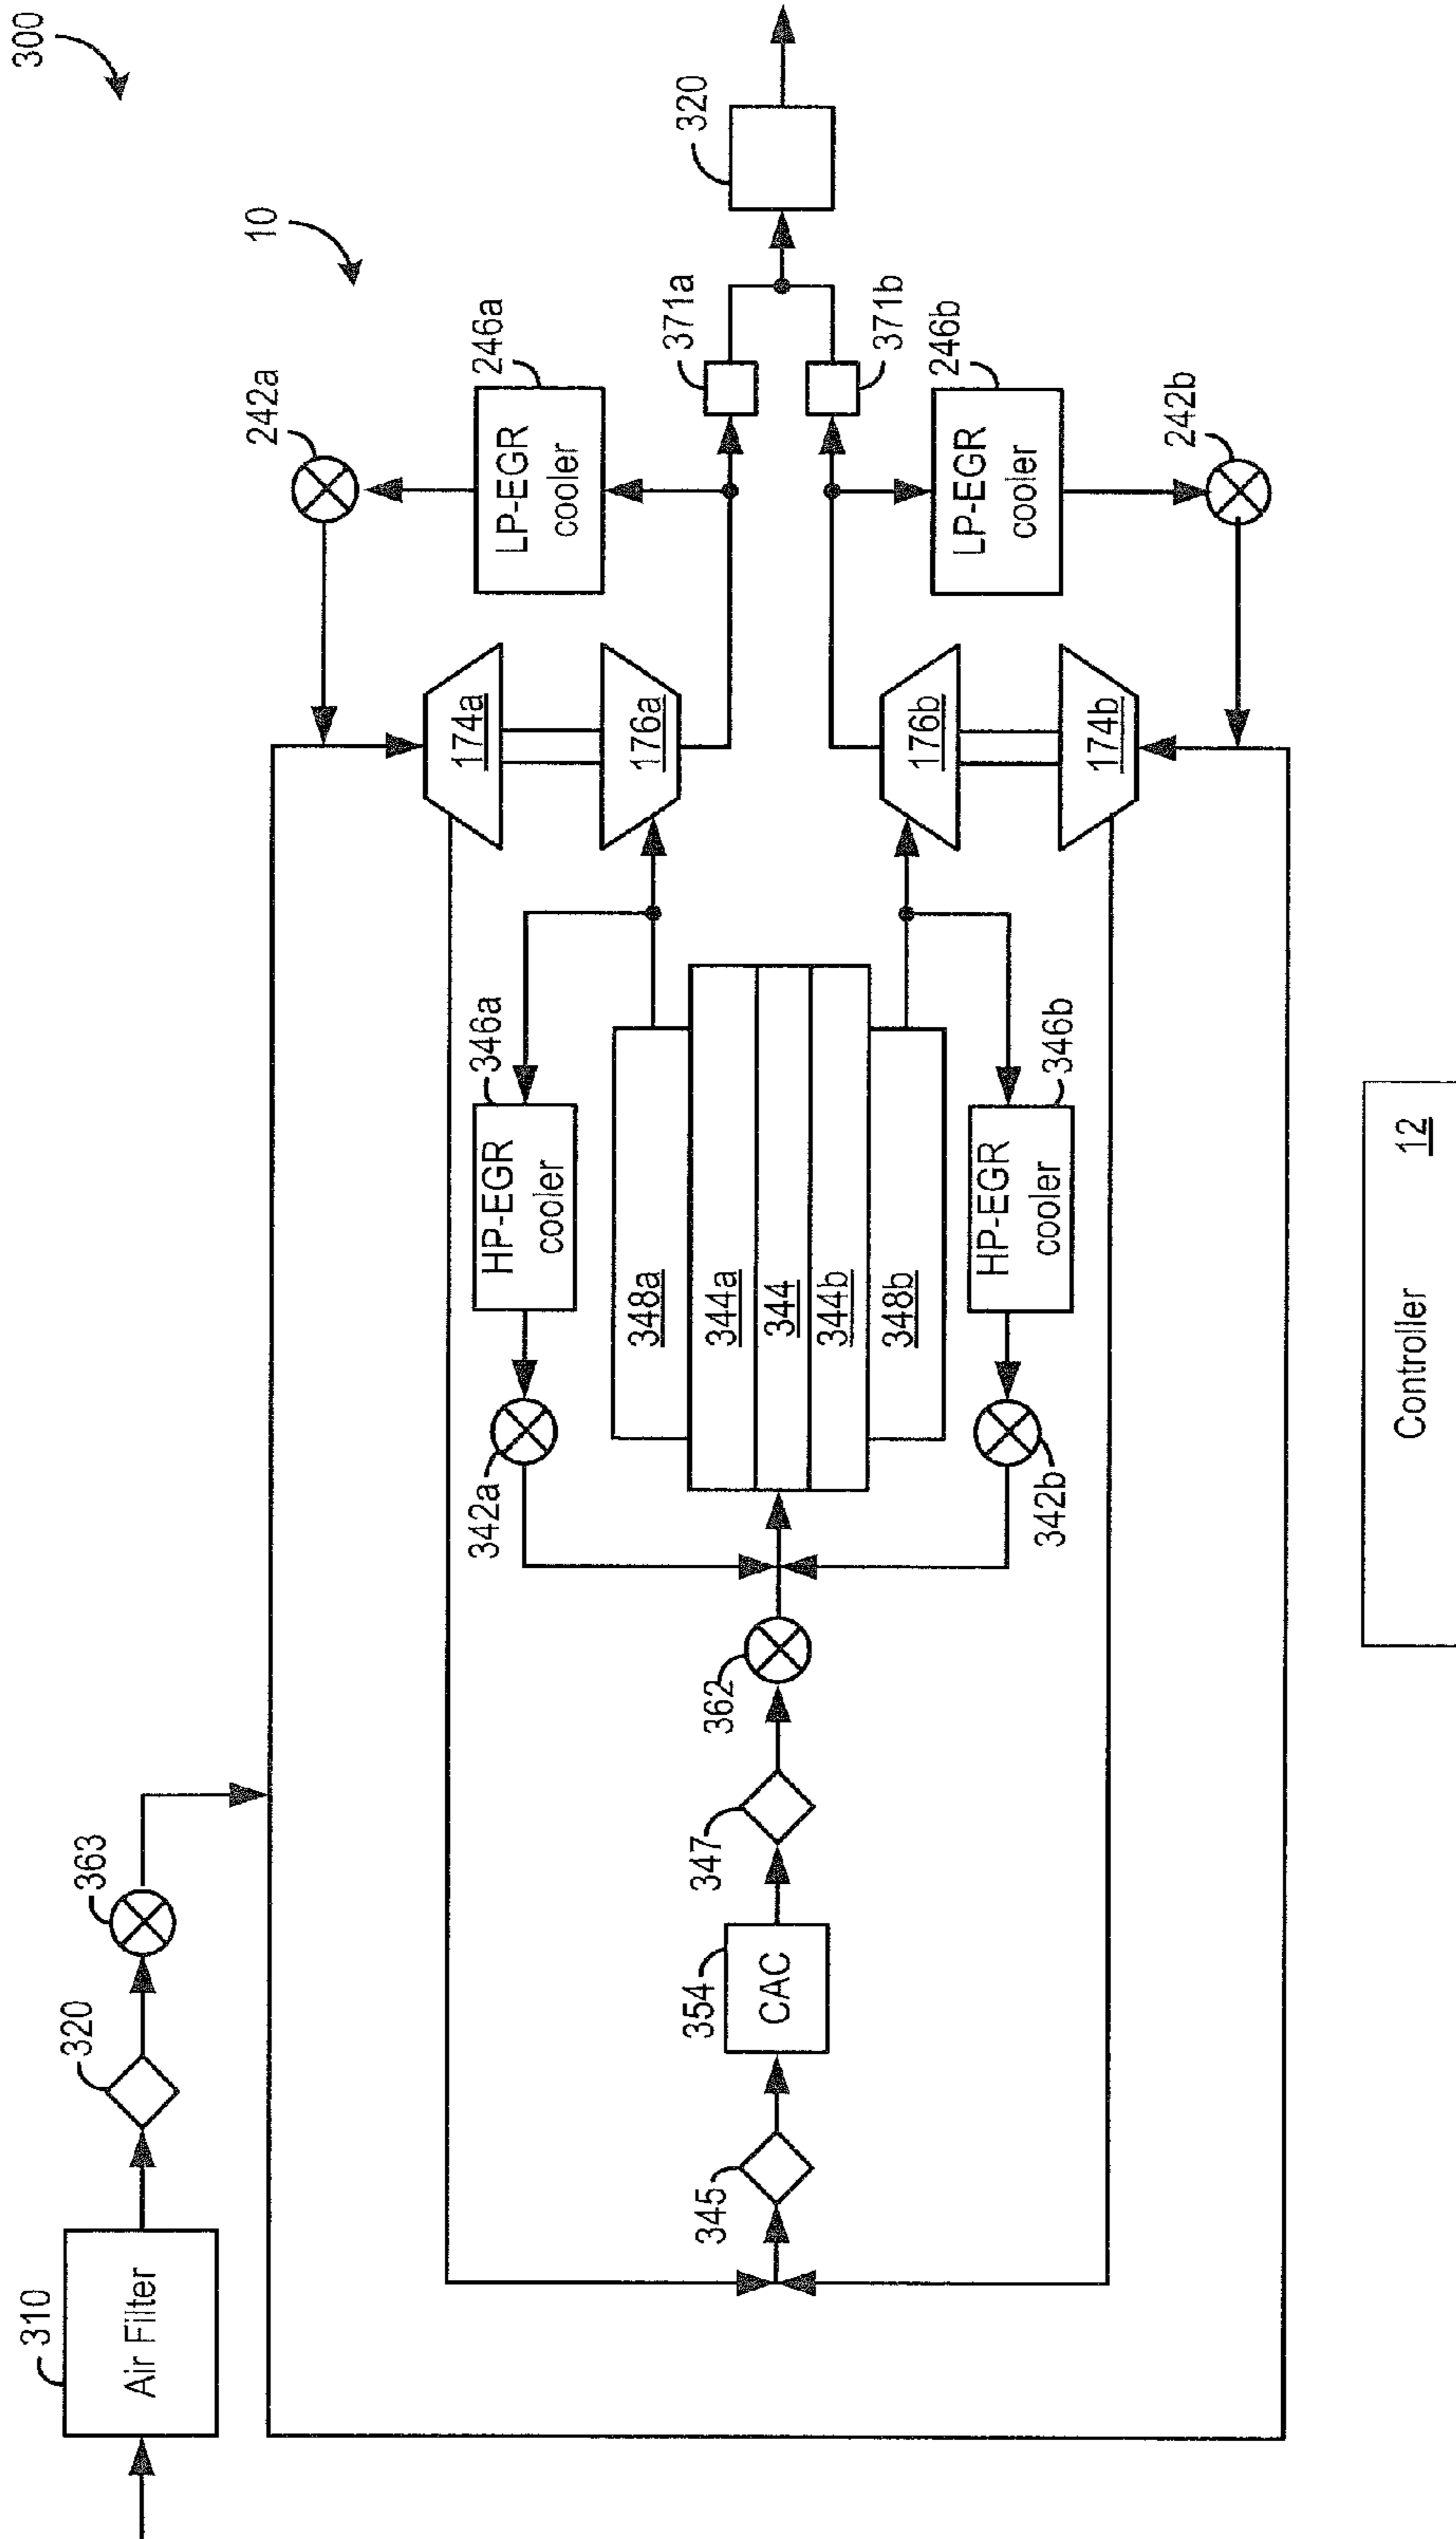 300
10
310
Air Filter
320
363
242a
246a
LP-EGR
cooler
174a
176a
371a
320
371b
246b
LP-EGR
cooler
242b
176b
174b
346a
HP-EGR
cooler
342a
348a
344a
344
344b
348b
346b
HP-EGR
cooler
342b
345
354
CAC
347
362
Controller
12